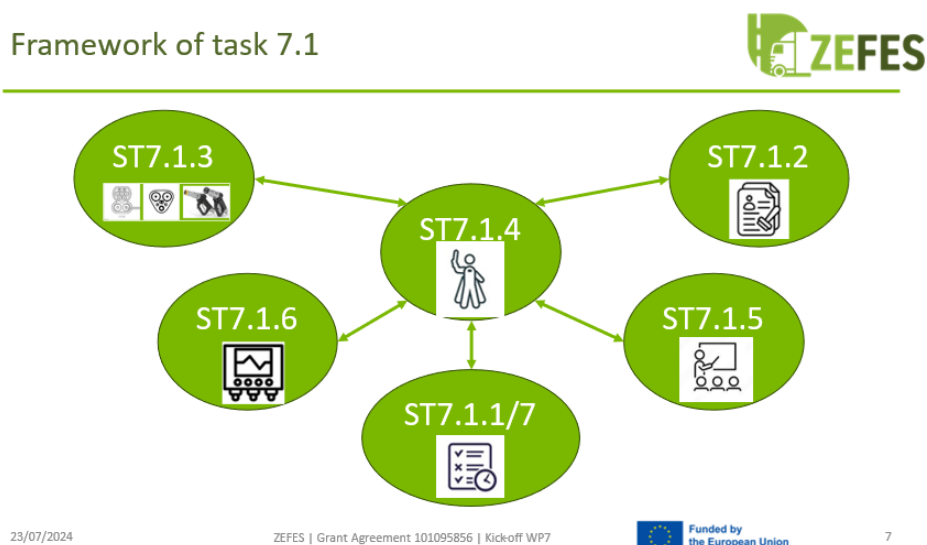 Framework of task 7.1
ZEFES
ST7.1.3
ST7.1.2
ST7.1.4
ST7.1.6
ST7.1.5
ST7.1.1/7
23/07/2024
ZEFES | Grant Agreement 101095856 | Kick-off WP7
Funded by
the European Union
7